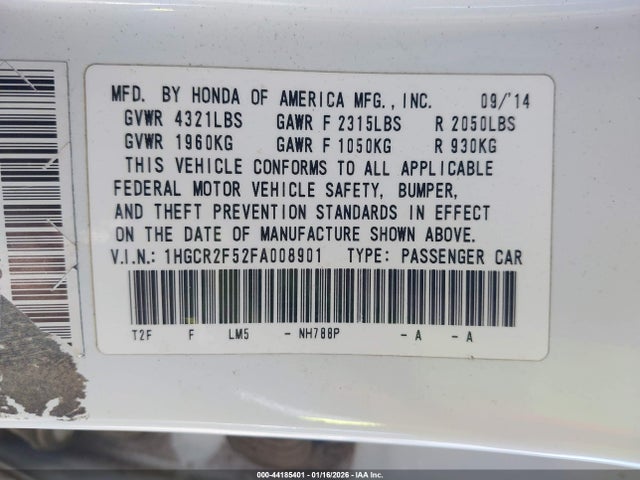 MFD. BY HONDA OF AMERICA MFG., INC. 09/'14
GVWR 4321LBS GAWR F 2315LBS R 2050LBS
GVWR 1960KG GAWR F 1050KG R 930KG
THIS VEHICLE CONFORMS TO ALL APPLICABLE
FEDERAL MOTOR VEHICLE SAFETY, BUMPER,
AND THEFT PREVENTION STANDARDS IN EFFECT
ON THE DATE OF MANUFACTURE SHOWN ABOVE.
V.I.N.: 1HGCR2F52FA008901 TYPE: PASSENGER CAR
T2F F LM5 - NH788P - A - A
000-44185401 - 01/16/2026 - IAA Inc.